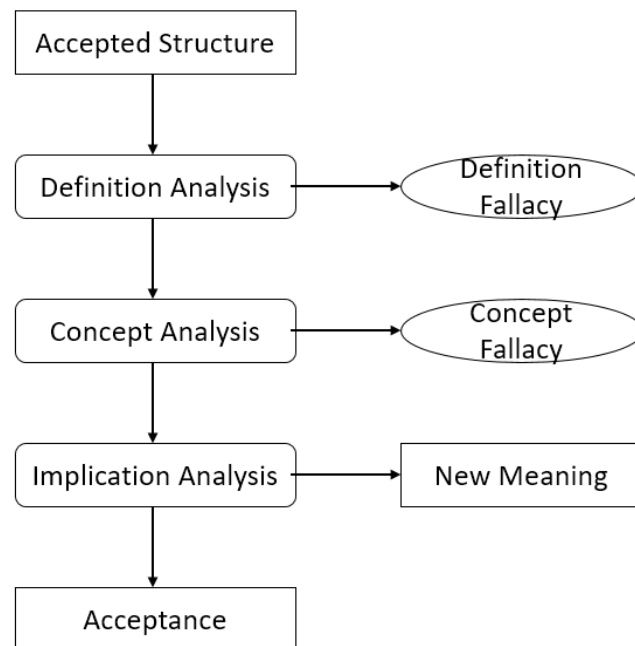 Accepted Structure
Definition Analysis
Definition
Fallacy
Concept Analysis
Concept
Fallacy
Implication Analysis
New Meaning
Acceptance